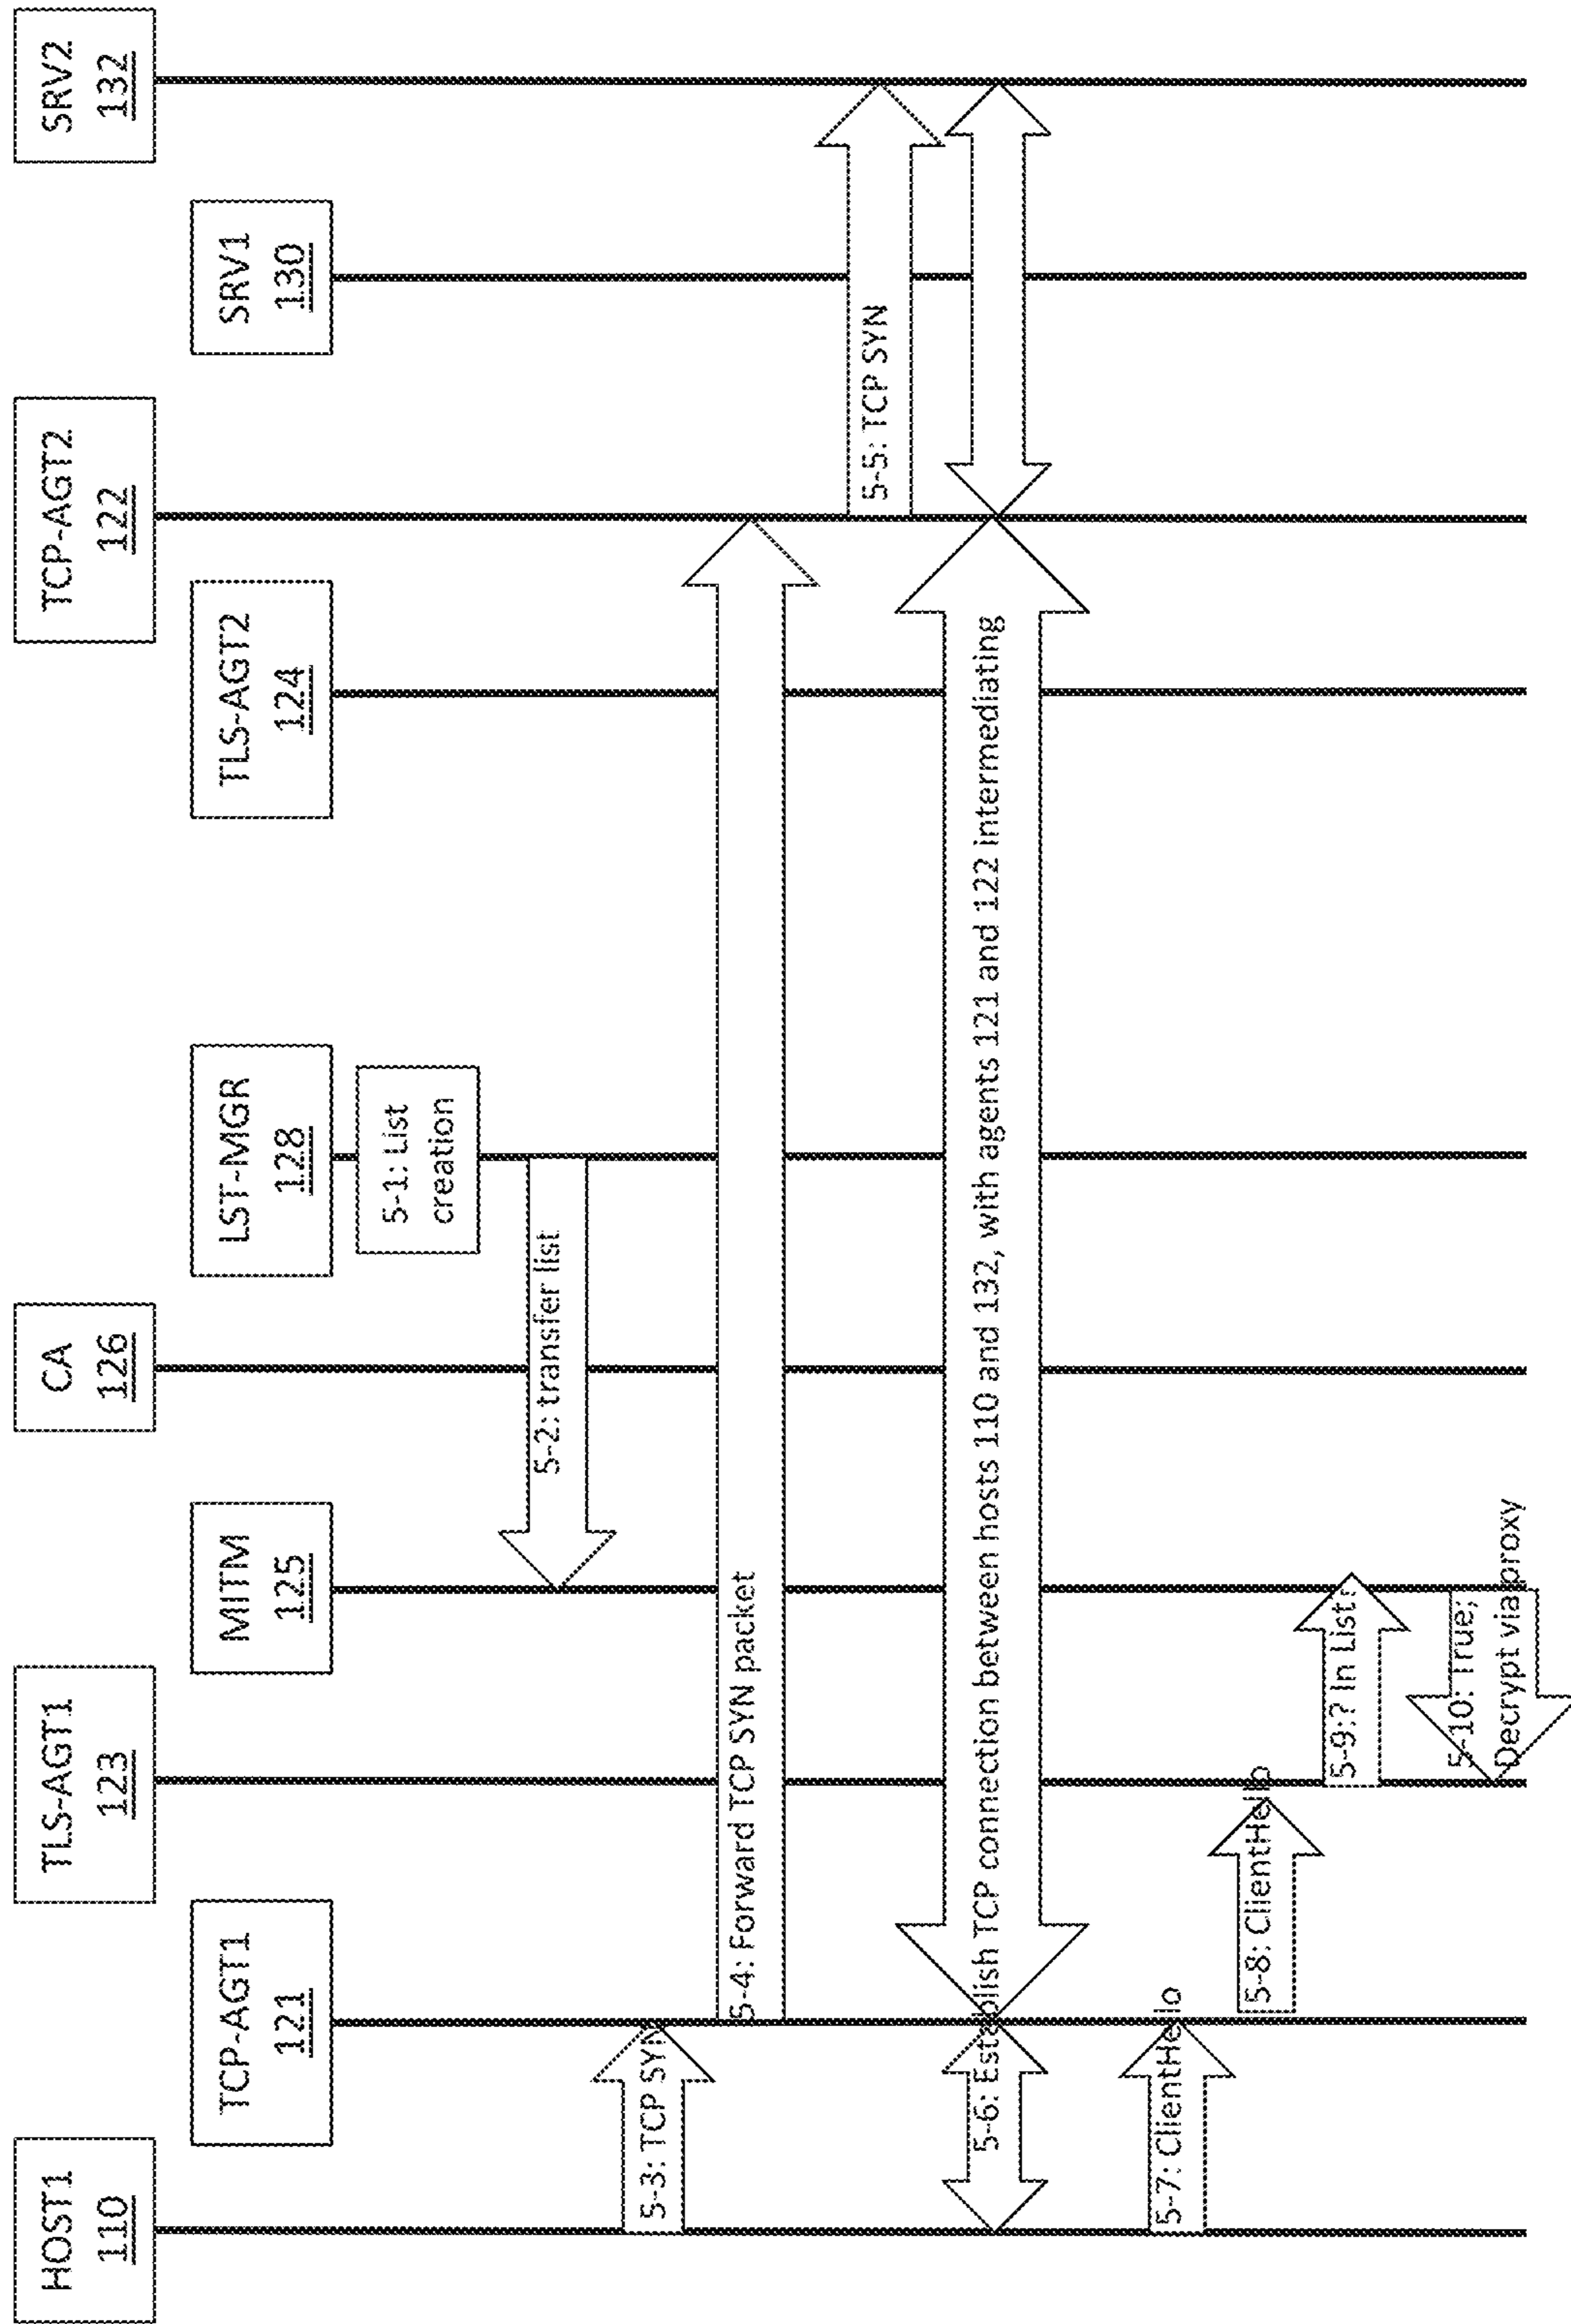 HOST1
110
TCP-AGT1
121
TLS-AGT1
123
MITM
125
CA
126
LST-MGR
128
TLS-AGT2
124
TCP-AGT2
122
SRV1
130
SRV2
132
5-1: List
creation
5-2: transfer list
5-3: TCP SYN
5-4: Forward TCP SYN packet
5-5: TCP SYN
5-6: Establish TCP connection between hosts 110 and 132, with agents 121 and 122 intermediating
5-7: ClientHello
5-8: ClientHello
5-9:? In List:
5-10: True;
Decrypt via proxy